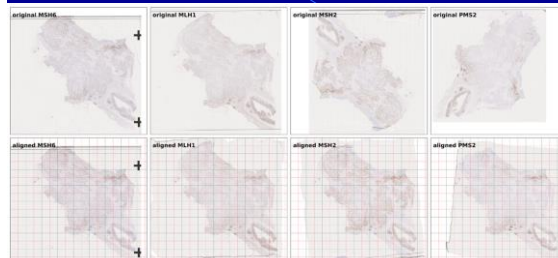 original MSH6
original MLH1
original MSH2
original PMS2
aligned MSH6
aligned MLH1
aligned MSH2
aligned PMS2